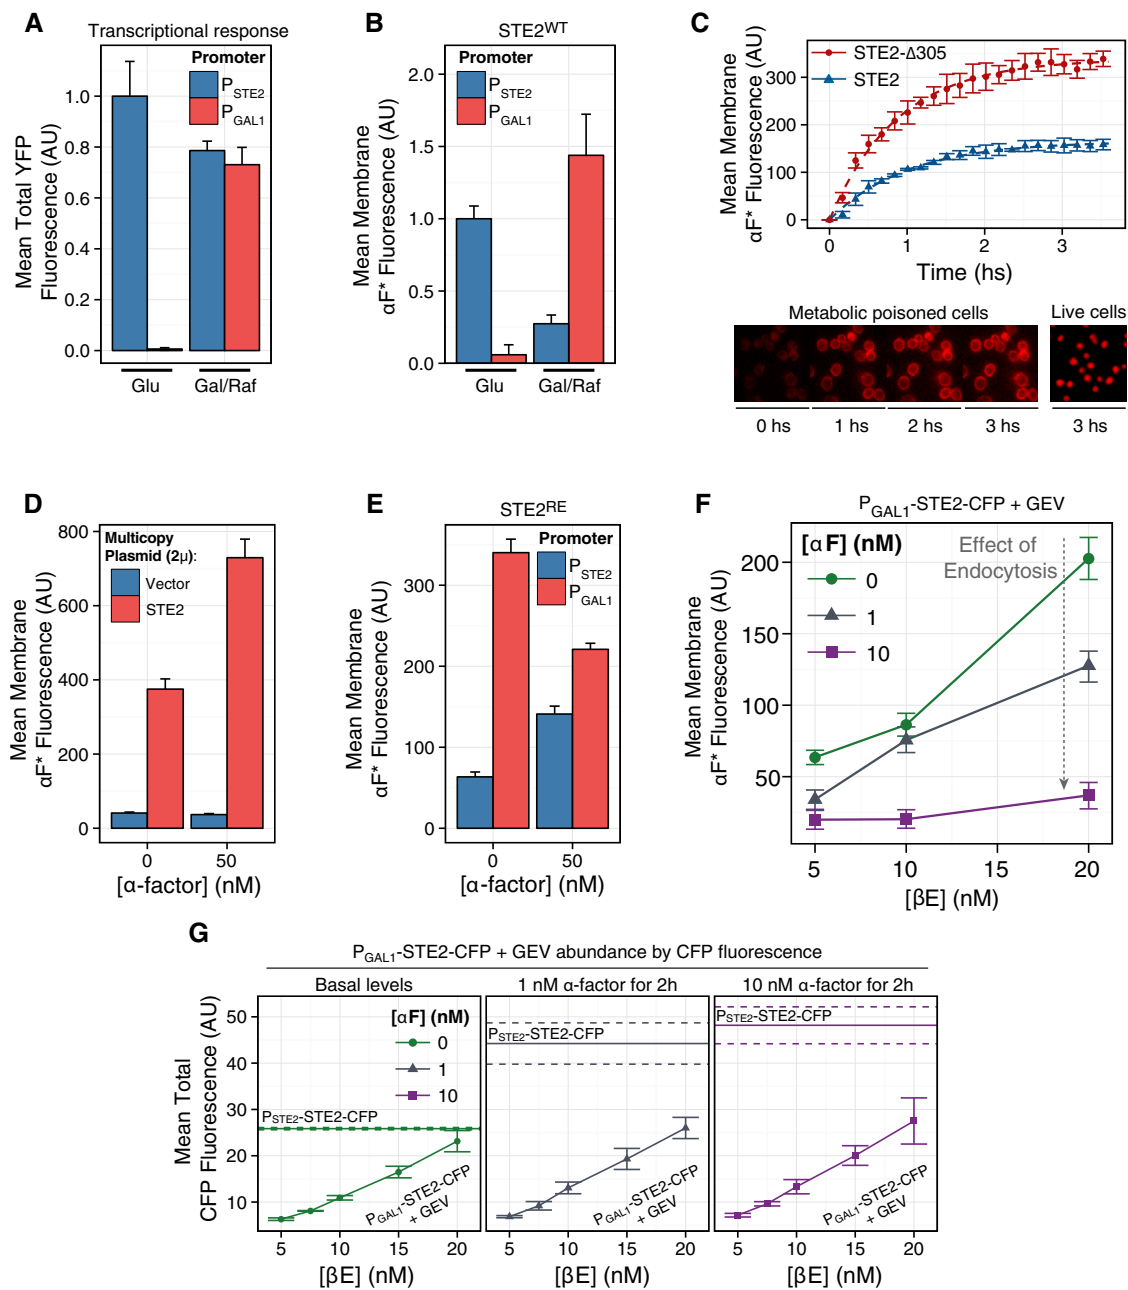 A
Transcriptional response
Mean Total YFP
Fluorescence (AU)
1.0
0.8
0.6
0.4
0.2
0.0
Promoter
PSTE2
PGAL1
Glu
Gal/Raf
B
STE2WT
Mean Membrane
αF* Fluorescence (AU)
2.0
1.5
1.0
0.5
0.0
Promoter
PSTE2
PGAL1
Glu
Gal/Raf
C
Mean Membrane
αF* Fluorescence (AU)
300
200
100
0
STE2-Δ305
STE2
0 1 2 3
Time (hs)
Metabolic poisoned cells
Live cells
0 hs 1 hs 2 hs 3 hs 3 hs
D
Mean Membrane
αF* Fluorescence (AU)
800
600
400
200
0
Multicopy
Plasmid (2μ):
Vector
STE2
0 50
[α-factor] (nM)
E
STE2RE
Mean Membrane
αF* Fluorescence (AU)
300
200
100
0
Promoter
PSTE2
PGAL1
0 50
[α-factor] (nM)
F
PGAL1-STE2-CFP + GEV
Mean Membrane
αF* Fluorescence (AU)
200
150
100
50
[αF] (nM)
0
1
10
Effect of
Endocytosis
5 10 15 20
[βE] (nM)
G
PGAL1-STE2-CFP + GEV abundance by CFP fluorescence
Basal levels
1 nM α-factor for 2h
10 nM α-factor for 2h
Mean Total
CFP Fluorescence (AU)
50
40
30
20
10
[αF] (nM)
0
1
10
PSTE2-STE2-CFP
PGAL1-STE2-CFP
+ GEV
5 10 15 20
[βE] (nM)
PSTE2-STE2-CFP
PGAL1-STE2-CFP
+ GEV
5 10 15 20
[βE] (nM)
PSTE2-STE2-CFP
PGAL1-STE2-CFP
+ GEV
5 10 15 20
[βE] (nM)